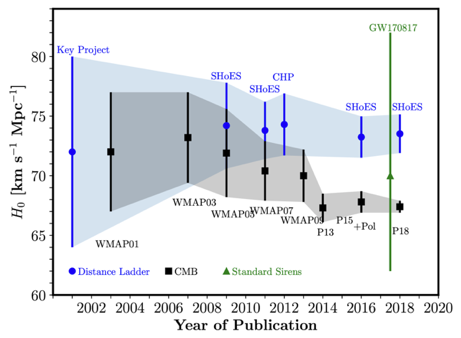 GW170817
Key Project
SHoES
SHoES
CHP
SHoES
SHoES
WMAP01
WMAP03
WMAP05
WMAP07
WMAP09
P13
P15
+Pol
P18
Distance Ladder
CMB
Standard Sirens
80
75
70
65
60
H₀ [km s⁻¹ Mpc⁻¹]
2002 2004 2006 2008 2010 2012 2014 2016 2018 2020
Year of Publication